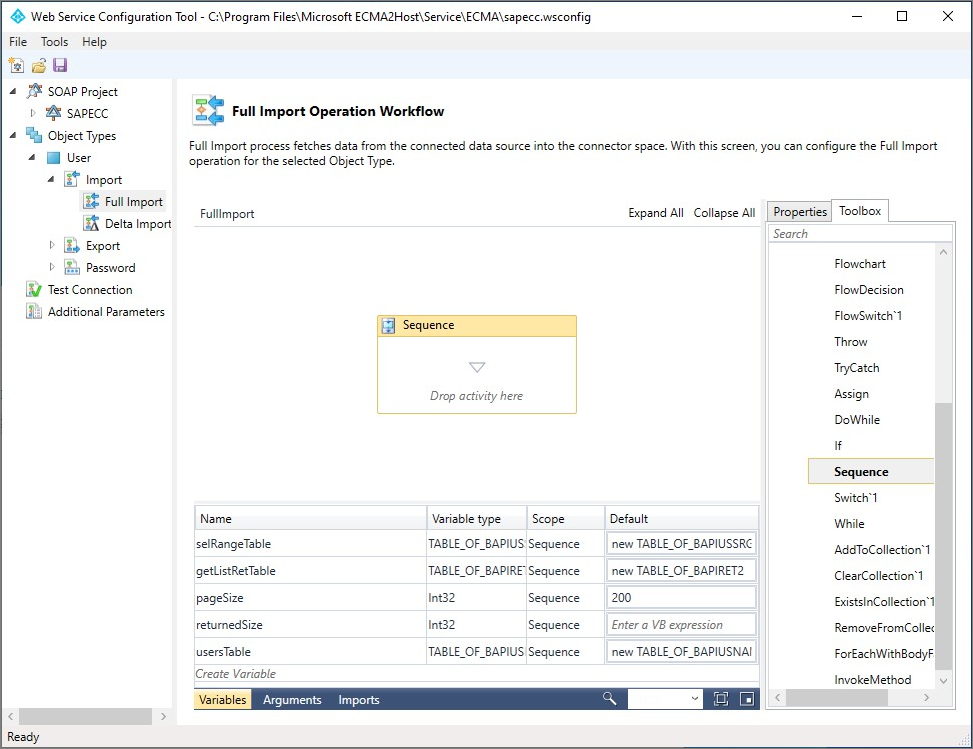 Web Service Configuration Tool - C:\Program Files\Microsoft ECMA2Host\Service\ECMA\sapecc.wsconfig
File Tools Help
SOAP Project
SAPECC
Object Types
User
Import
Full Import
Delta Import
Export
Password
Test Connection
Additional Parameters
Full Import Operation Workflow
Full Import process fetches data from the connected data source into the connector space. With this screen, you can configure the Full Import
operation for the selected Object Type.
FullImport Expand All Collapse All
Sequence
Drop activity here
Name Variable type Scope Default
selRangeTable TABLE_OF_BAPIUS Sequence new TABLE_OF_BAPIUSSRG
getListRetTable TABLE_OF_BAPIRET Sequence new TABLE_OF_BAPIRET2
pageSize Int32 Sequence 200
returnedSize Int32 Sequence Enter a VB expression
usersTable TABLE_OF_BAPIUS Sequence new TABLE_OF_BAPIUSNAI
Create Variable
Variables Arguments Imports
Properties Toolbox
Search
Flowchart
FlowDecision
FlowSwitch`1
Throw
TryCatch
Assign
DoWhile
If
Sequence
Switch`1
While
AddToCollection`1
ClearCollection`1
ExistsInCollection`1
RemoveFromCollec
ForEachWithBodyF
InvokeMethod
Ready